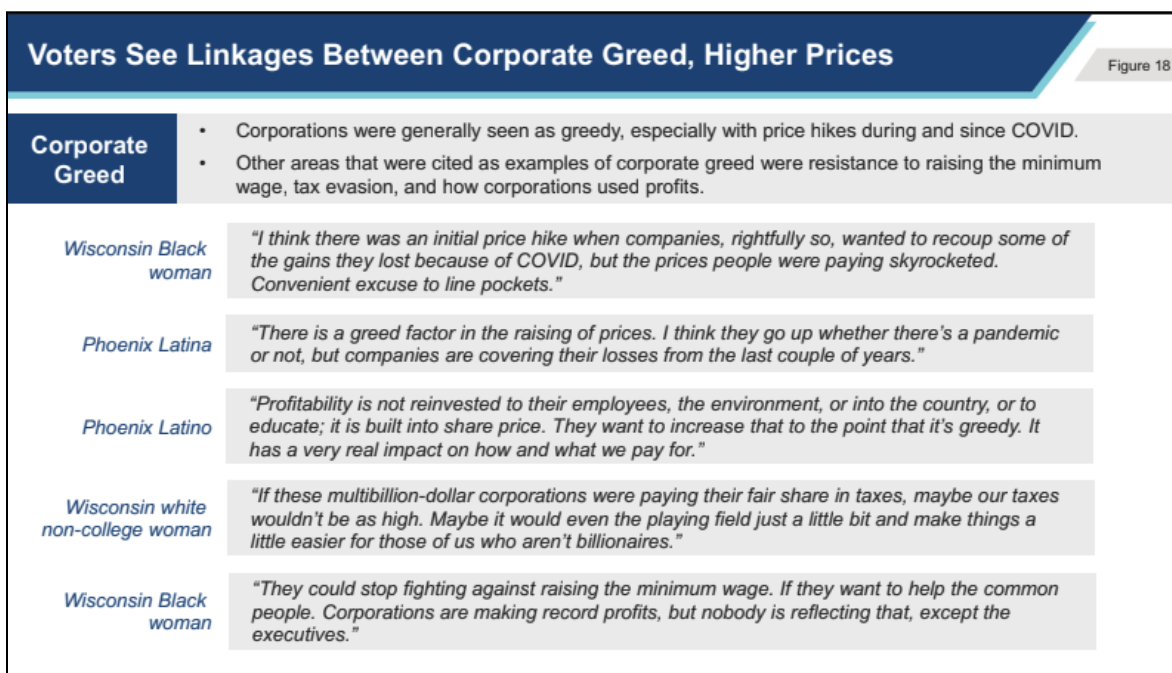 Voters See Linkages Between Corporate Greed, Higher Prices
Figure 18
Corporate
Greed
• Corporations were generally seen as greedy, especially with price hikes during and since COVID.
• Other areas that were cited as examples of corporate greed were resistance to raising the minimum
wage, tax evasion, and how corporations used profits.
Wisconsin Black
woman
“I think there was an initial price hike when companies, rightfully so, wanted to recoup some of
the gains they lost because of COVID, but the prices people were paying skyrocketed.
Convenient excuse to line pockets.”
Phoenix Latina
“There is a greed factor in the raising of prices. I think they go up whether there’s a pandemic
or not, but companies are covering their losses from the last couple of years.”
Phoenix Latino
“Profitability is not reinvested to their employees, the environment, or into the country, or to
educate; it is built into share price. They want to increase that to the point that it’s greedy. It
has a very real impact on how and what we pay for.”
Wisconsin white
non-college woman
“If these multibillion-dollar corporations were paying their fair share in taxes, maybe our taxes
wouldn’t be as high. Maybe it would even the playing field just a little bit and make things a
little easier for those of us who aren’t billionaires.”
Wisconsin Black
woman
“They could stop fighting against raising the minimum wage. If they want to help the common
people. Corporations are making record profits, but nobody is reflecting that, except the
executives.”